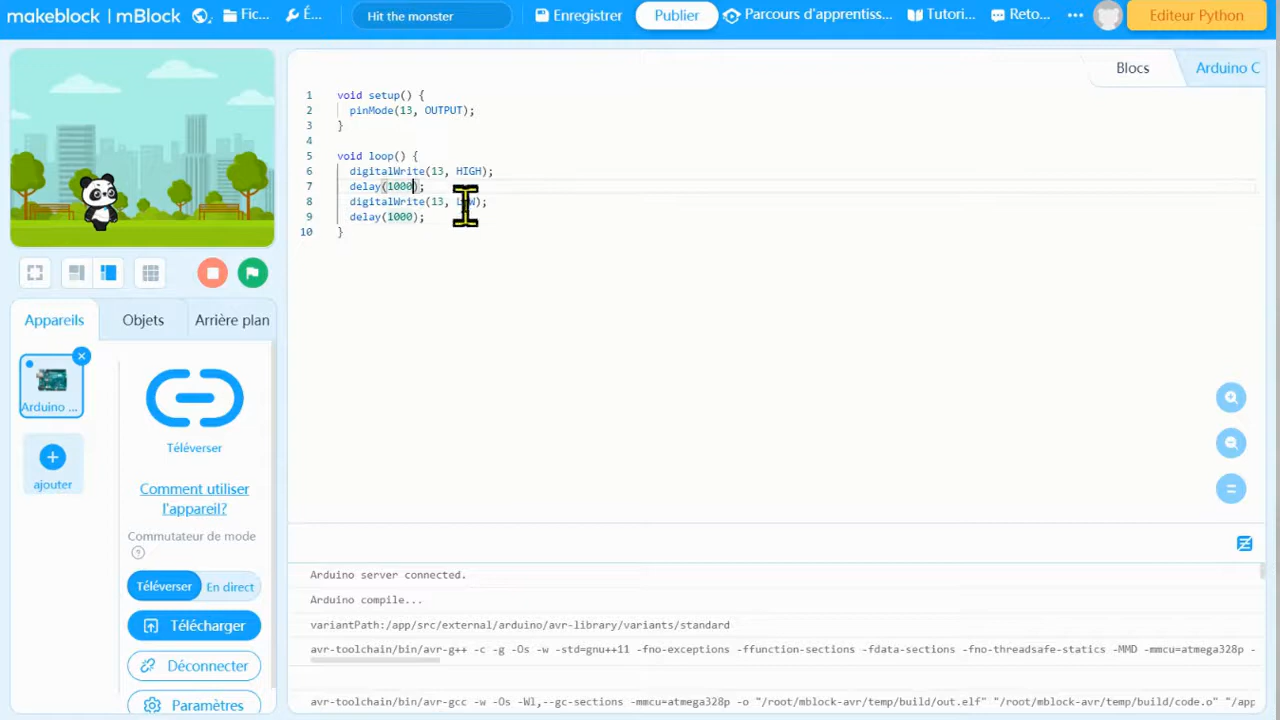 makeblock | mBlock Fic... É... Hit the monster Enregistrer Publier Parcours d'apprentiss... Tutori... Reto... ... Editeur Python
Blocs Arduino C
1 void setup() {
2 pinMode(13, OUTPUT);
3 }
4
5 void loop() {
6 digitalWrite(13, HIGH);
7 delay(1000);
8 digitalWrite(13, LOW);
9 delay(1000);
10 }
Appareils Objets Arrière plan
Arduino ...
ajouter
Téléverser
Comment utiliser
l'appareil?
Commutateur de mode
?
Téléverser En direct
Télécharger
Déconnecter
Paramètres
Arduino server connected.
Arduino compile...
variantPath:/app/src/external/arduino/avr-library/variants/standard
avr-toolchain/bin/avr-g++ -c -g -Os -w -std=gnu++11 -fno-exceptions -ffunction-sections -fdata-sections -fno-threadsafe-statics -MMD -mmcu=atmega328p -
avr-toolchain/bin/avr-gcc -w -Os -Wl,--gc-sections -mmcu=atmega328p -o "/root/mblock-avr/temp/build/out.elf" "/root/mblock-avr/temp/build/code.o" "/app